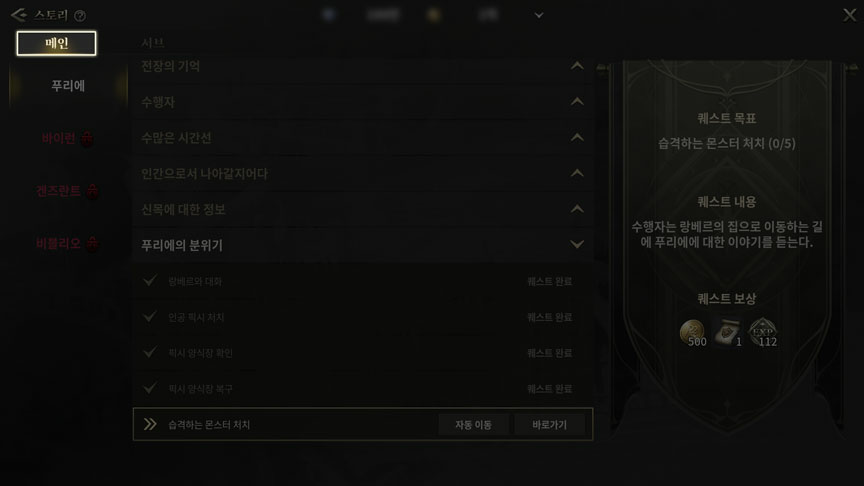 스토리 ?
메인
서브
푸리에
바이런
겐즈란트
비블리오
전장의 기억
수행자
수많은 시간선
인간으로서 나아갈지어다
신목에 대한 정보
푸리에의 분위기
랑베르와 대화 퀘스트 완료
인공 픽시 처치 퀘스트 완료
픽시 양식장 확인 퀘스트 완료
픽시 양식장 복구 퀘스트 완료
습격하는 몬스터 처치 자동 이동 바로가기
퀘스트 목표
습격하는 몬스터 처치 (0/5)
퀘스트 내용
수행자는 랑베르의 집으로 이동하는 길
에 푸리에에 대한 이야기를 듣는다.
퀘스트 보상
EXP
500 1 112